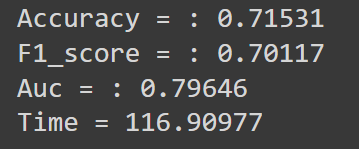 Accuracy = : 0.71531
F1_score = : 0.70117
Auc = : 0.79646
Time = 116.90977